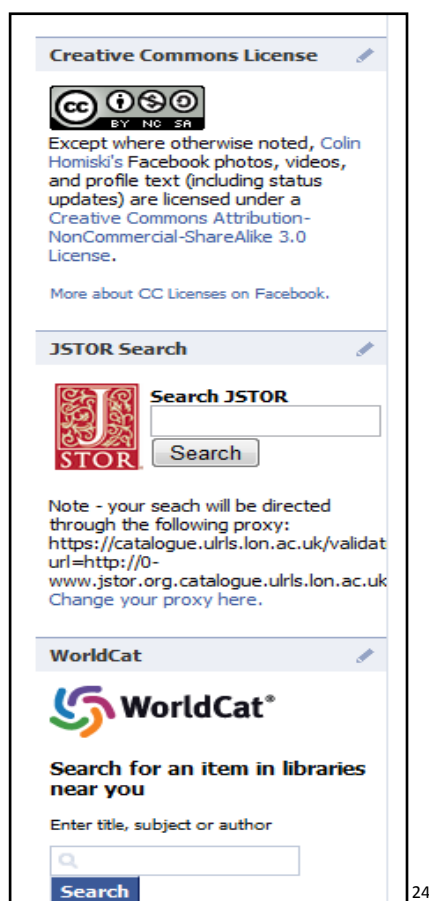 Creative Commons License
cc
BY NC SA
Except where otherwise noted, Colin
Homiski's Facebook photos, videos,
and profile text (including status
updates) are licensed under a
Creative Commons Attribution-
NonCommercial-ShareAlike 3.0
License.
More about CC Licenses on Facebook.
JSTOR Search
J
STOR
Search JSTOR
Search
Note - your seach will be directed
through the following proxy:
https://catalogue.ulrls.lon.ac.uk/validat
url=http://0-
www.jstor.org.catalogue.ulrls.lon.ac.uk
Change your proxy here.
WorldCat
WorldCat®
Search for an item in libraries
near you
Enter title, subject or author
Search
24